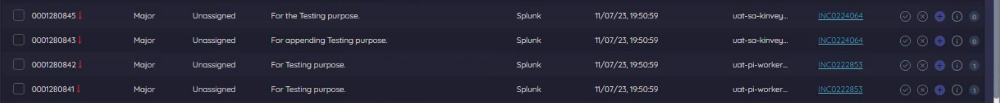 0001280845 Major Unassigned For the Testing purpose. Splunk 11/07/23, 19:50:59 uat-sa-kinvey... INC0224064 0
0001280843 Major Unassigned For appending Testing purpose. Splunk 11/07/23, 19:50:59 uat-sa-kinvey... INC0224064 0
0001280842 Major Unassigned For Testing purpose. Splunk 11/07/23, 19:50:59 uat-pi-worker... INC0222853 1
0001280841 Major Unassigned For Testing purpose. Splunk 11/07/23, 19:50:59 uat-pi-worker... INC0222853 1